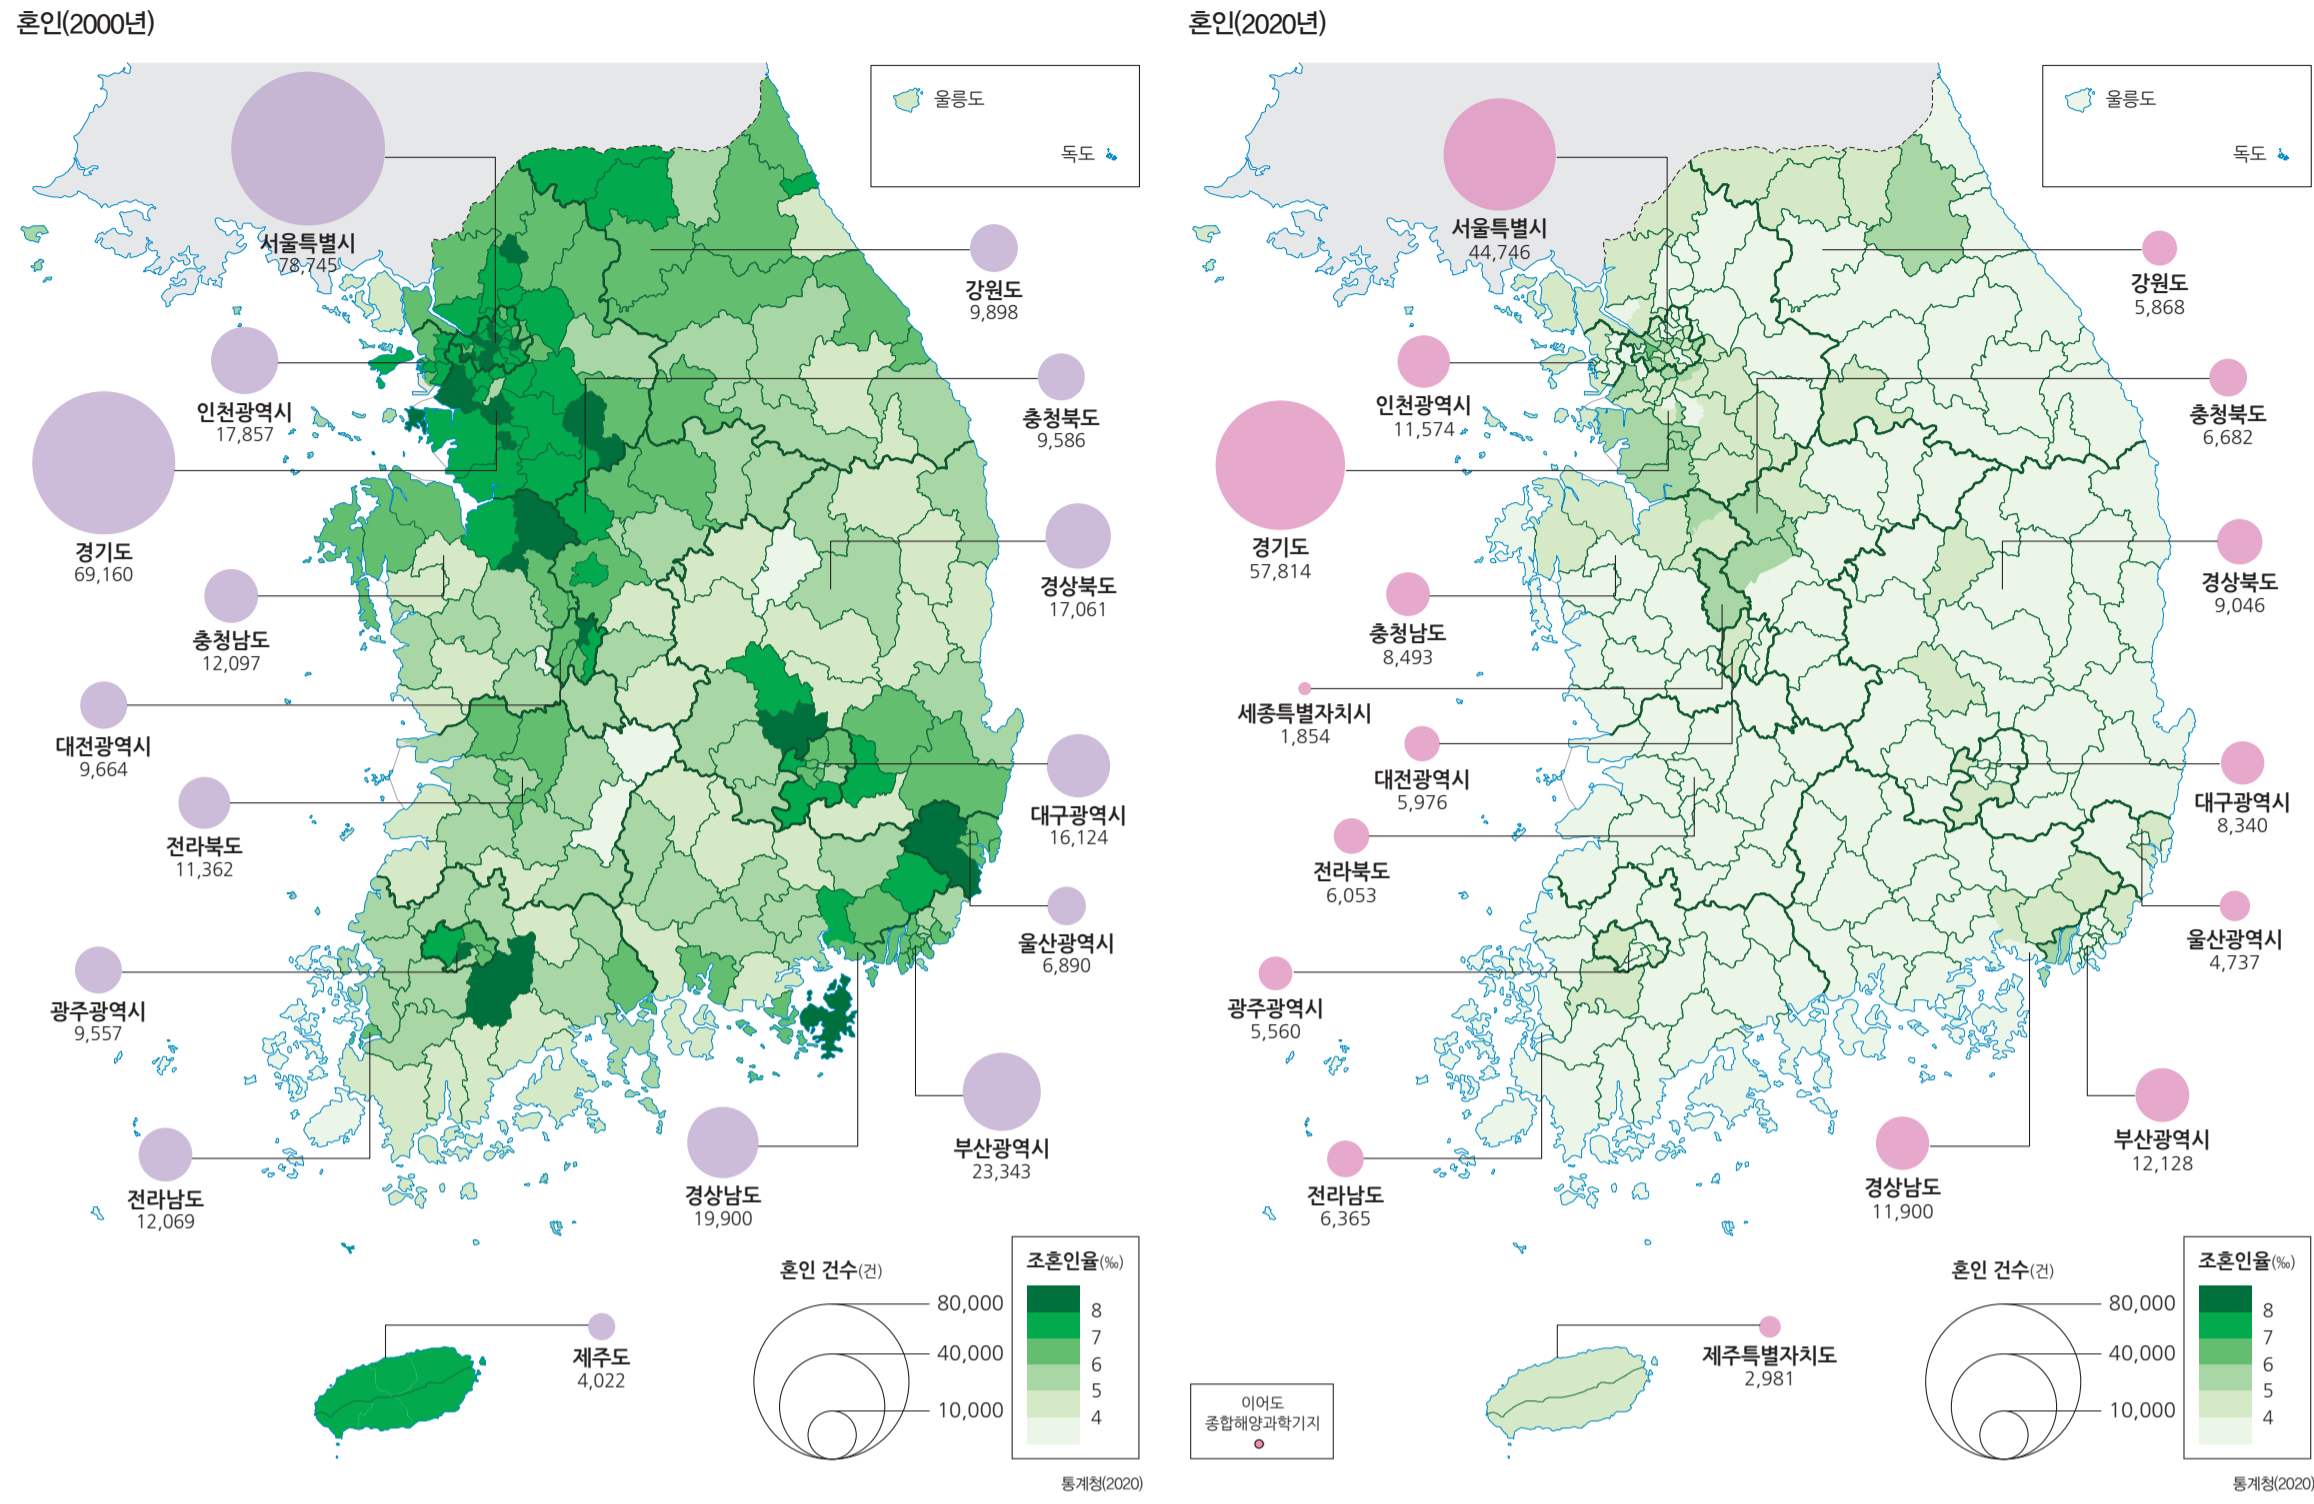 혼인(2000년)
울릉도
독도
서울특별시
78,745
강원도
9,898
인천광역시
17,857
충청북도
9,586
경기도
69,160
경상북도
17,061
충청남도
12,097
대전광역시
9,664
대구광역시
16,124
전라북도
11,362
울산광역시
6,890
광주광역시
9,557
부산광역시
23,343
전라남도
12,069
경상남도
19,900
제주도
4,022
혼인 건수(건)
80,000
40,000
10,000
조혼인율(‰)
8
7
6
5
4
통계청(2020)
혼인(2020년)
울릉도
독도
서울특별시
44,746
강원도
5,868
인천광역시
11,574
충청북도
6,682
경기도
57,814
경상북도
9,046
충청남도
8,493
세종특별자치시
1,854
대전광역시
5,976
대구광역시
8,340
전라북도
6,053
울산광역시
4,737
광주광역시
5,560
부산광역시
12,128
전라남도
6,365
경상남도
11,900
제주특별자치도
2,981
이어도
종합해양과학기지
혼인 건수(건)
80,000
40,000
10,000
조혼인율(‰)
8
7
6
5
4
통계청(2020)